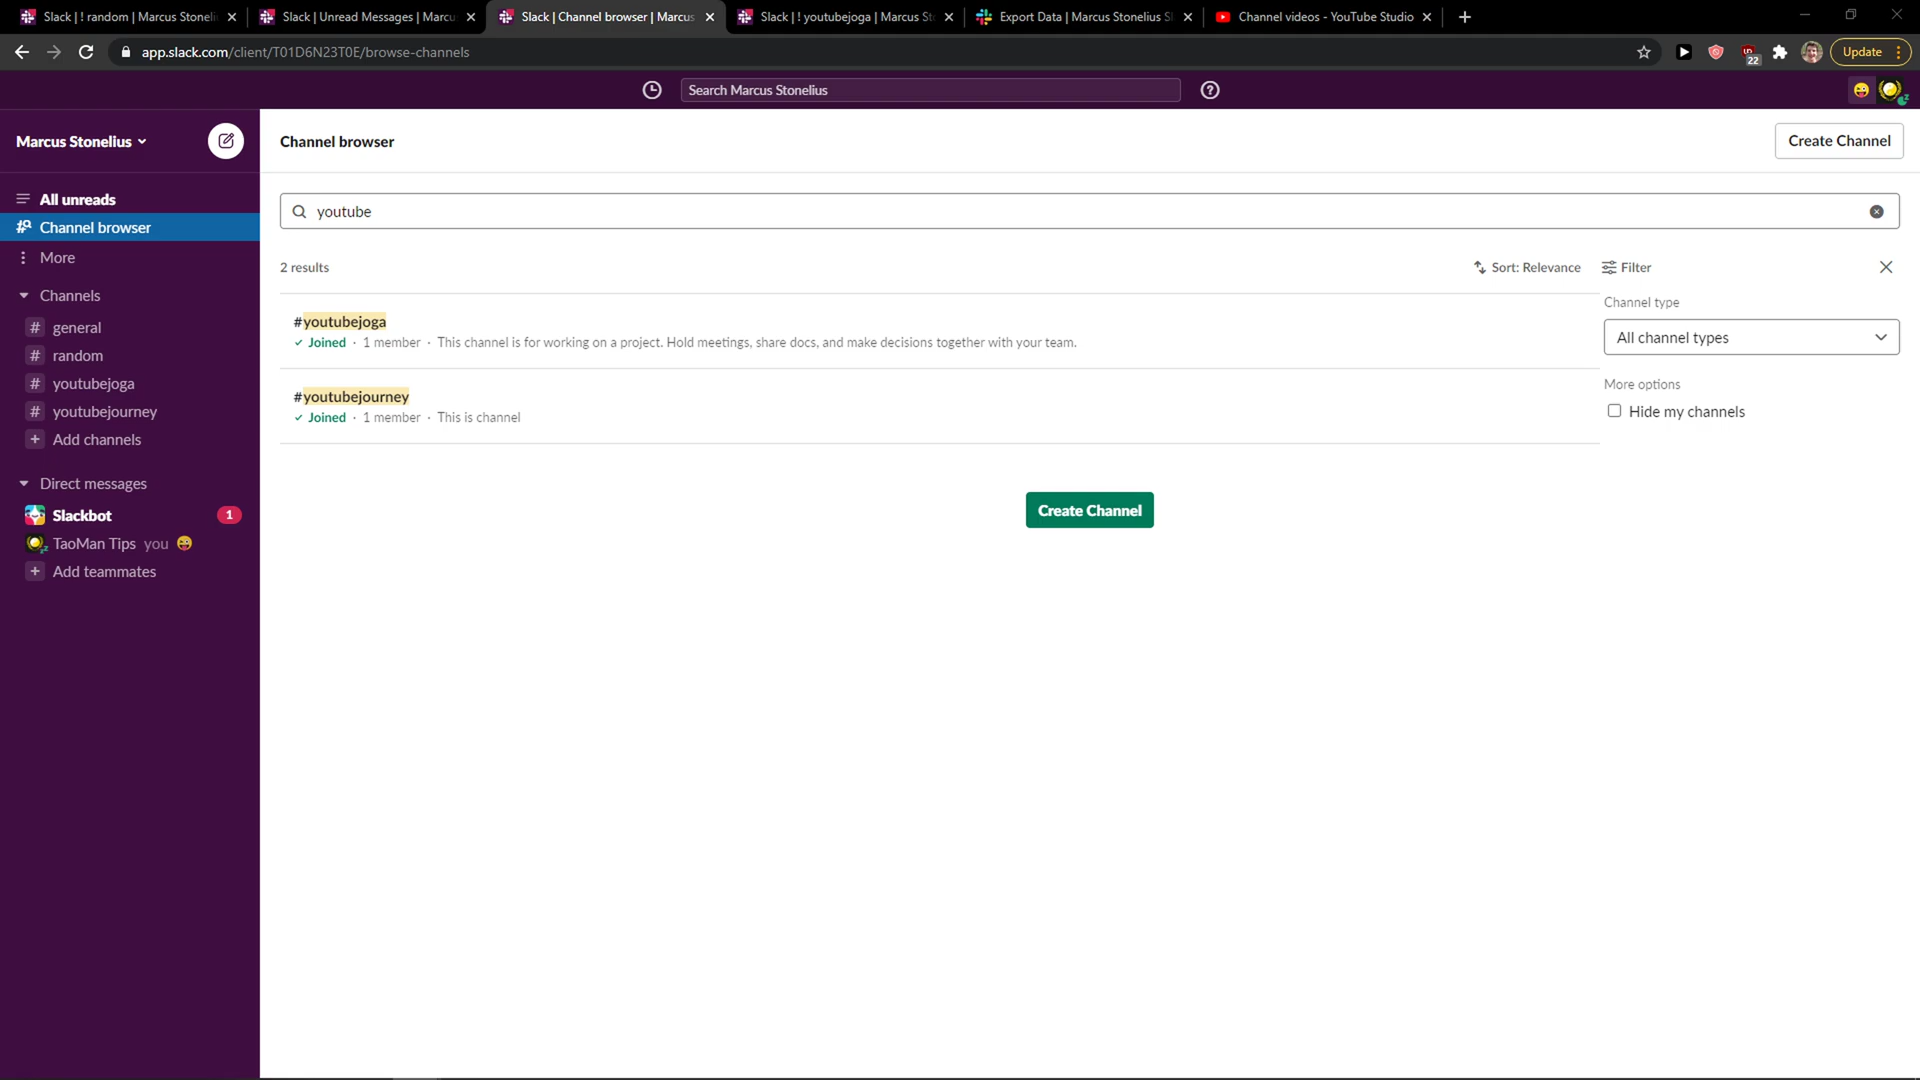 Slack | ! random | Marcus Stoneli
Slack | Unread Messages | Marcu
Slack | Channel browser | Marcus
Slack | ! youtubejoga | Marcus St
Export Data | Marcus Stonelius S
Channel videos - YouTube Studio
app.slack.com/client/T01D6N23T0E/browse-channels
22
Update
Search Marcus Stonelius
Marcus Stonelius
Channel browser
Create Channel
All unreads
Channel browser
More
Channels
# general
# random
# youtubejoga
# youtubejourney
+ Add channels
Direct messages
Slackbot 1
TaoMan Tips you
+ Add teammates
youtube
2 results
Sort: Relevance
Filter
#youtubejoga
Joined · 1 member · This channel is for working on a project. Hold meetings, share docs, and make decisions together with your team.
#youtubejourney
Joined · 1 member · This is channel
Create Channel
Channel type
All channel types
More options
Hide my channels